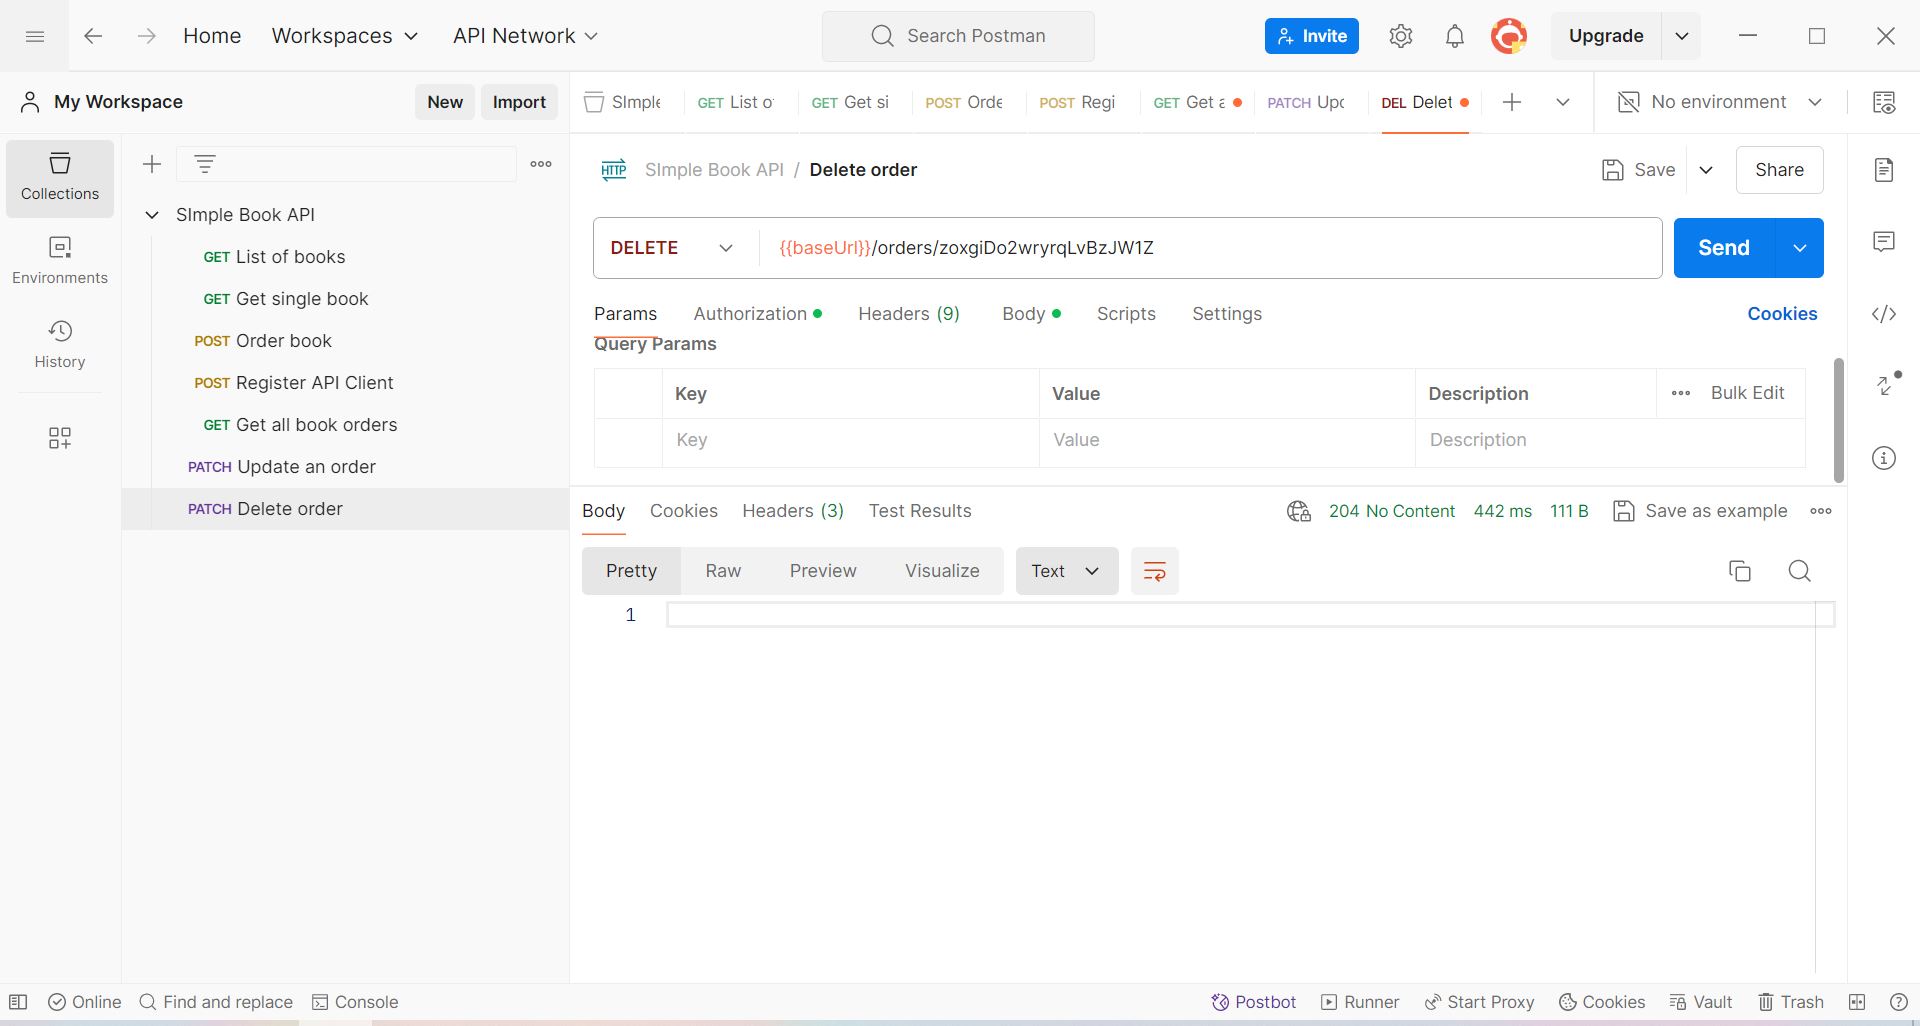 Home Workspaces API Network Search Postman Invite Upgrade
My Workspace New Import SImple GET List o GET Get si POST Orde POST Regi GET Get a PATCH Upd DEL Delet No environment
Collections
Environments
History
SImple Book API
GET List of books
GET Get single book
POST Order book
POST Register API Client
GET Get all book orders
PATCH Update an order
PATCH Delete order
HTTP SImple Book API / Delete order Save Share
DELETE {{baseUrl}}/orders/zoxgiDo2wryrqLvBzJW1Z Send
Params Authorization Headers (9) Body Scripts Settings Cookies
Query Params
Key Value Description Bulk Edit
Key Value Description
Body Cookies Headers (3) Test Results 204 No Content 442 ms 111 B Save as example
Pretty Raw Preview Visualize Text
1
Online Find and replace Console Postbot Runner Start Proxy Cookies Vault Trash